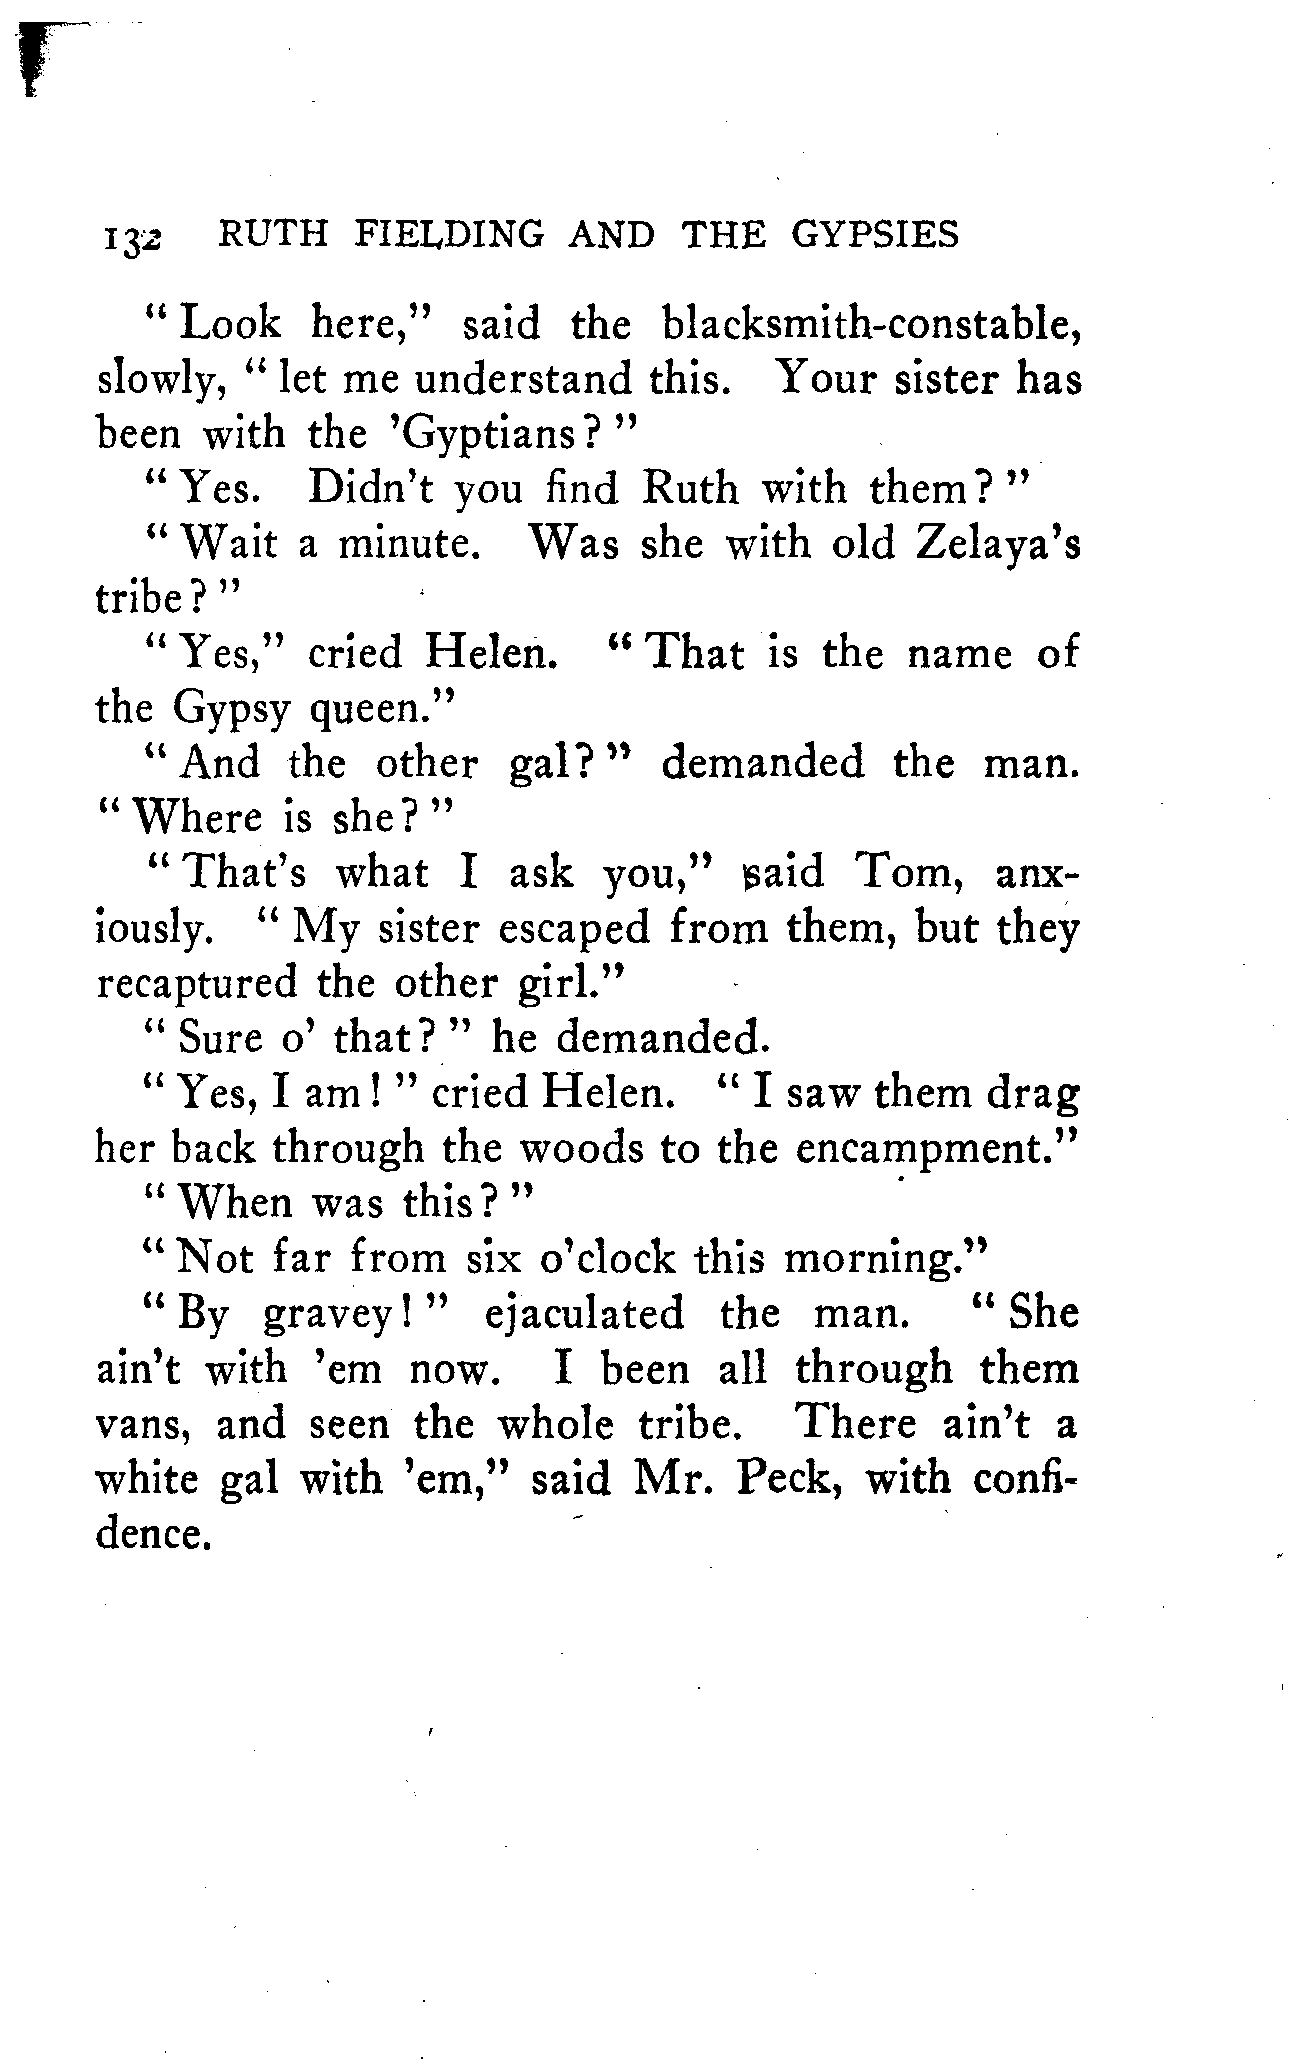 132 RUTH FIELDING AND THE GYPSIES
" Look here," said the blacksmith-constable,
slowly, " let me understand this. Your sister has
been with the 'Gyptians? "
" Yes. Didn't you find Ruth with them? "
" Wait a minute. Was she with old Zelaya's
tribe? "
" Yes," cried Helen. " That is the name of
the Gypsy queen."
" And the other gal? " demanded the man.
" Where is she? "
" That's what I ask you," said Tom, anx-
iously. " My sister escaped from them, but they
recaptured the other girl."
" Sure o' that? " he demanded.
" Yes, I am! " cried Helen. " I saw them drag
her back through the woods to the encampment."
" When was this? "
" Not far from six o'clock this morning."
" By gravey! " ejaculated the man. " She
ain't with 'em now. I been all through them
vans, and seen the whole tribe. There ain't a
white gal with 'em," said Mr. Peck, with confi-
dence.